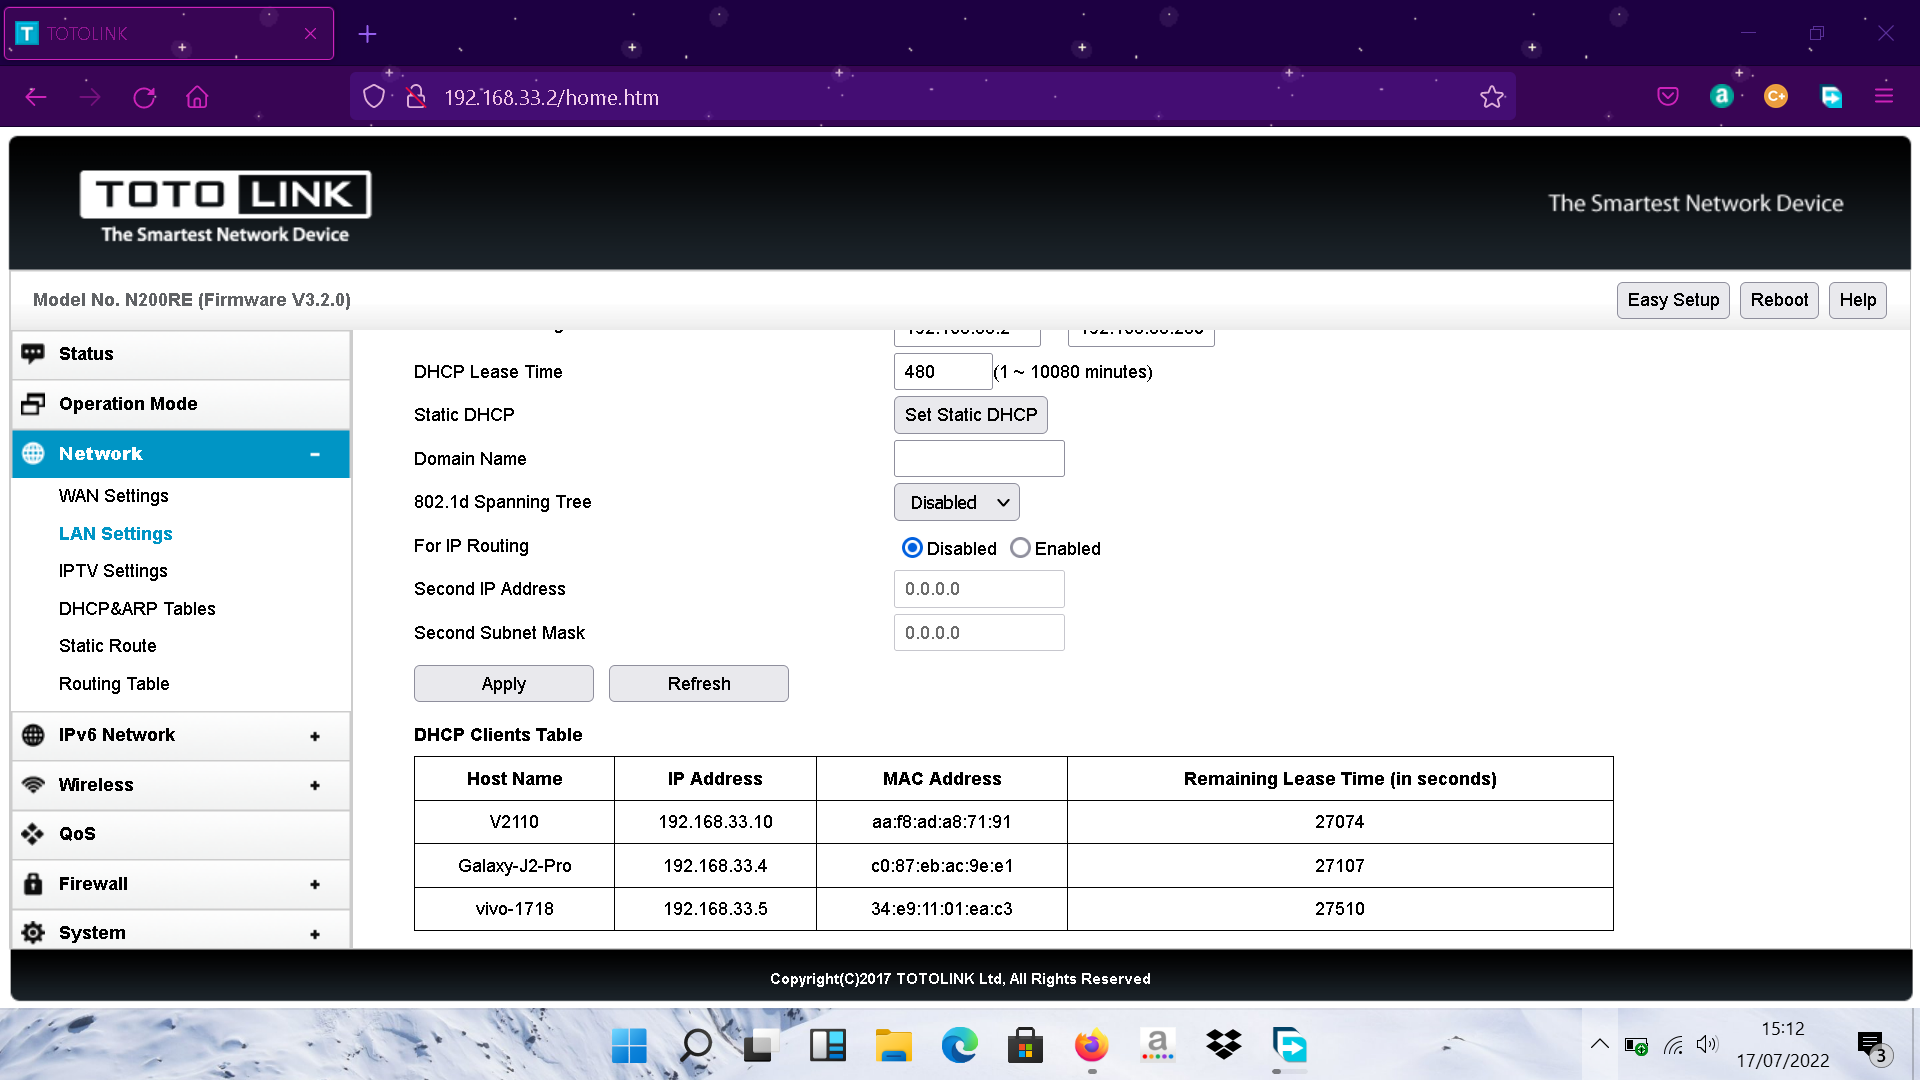 TOTOLINK
192.168.33.2/home.htm
TOTO LINK
The Smartest Network Device
The Smartest Network Device
Model No. N200RE (Firmware V3.2.0)
Easy Setup
Reboot
Help
Status
Operation Mode
Network
WAN Settings
LAN Settings
IPTV Settings
DHCP&ARP Tables
Static Route
Routing Table
IPv6 Network
Wireless
QoS
Firewall
System
DHCP Lease Time 480 (1 ~ 10080 minutes)
Static DHCP Set Static DHCP
Domain Name
802.1d Spanning Tree Disabled
For IP Routing Disabled Enabled
Second IP Address 0.0.0.0
Second Subnet Mask 0.0.0.0
Apply Refresh
DHCP Clients Table
Host Name IP Address MAC Address Remaining Lease Time (in seconds)
V2110 192.168.33.10 aa:f8:ad:a8:71:91 27074
Galaxy-J2-Pro 192.168.33.4 c0:87:eb:ac:9e:e1 27107
vivo-1718 192.168.33.5 34:e9:11:01:ea:c3 27510
Copyright(C)2017 TOTOLINK Ltd, All Rights Reserved
15:12
17/07/2022
3